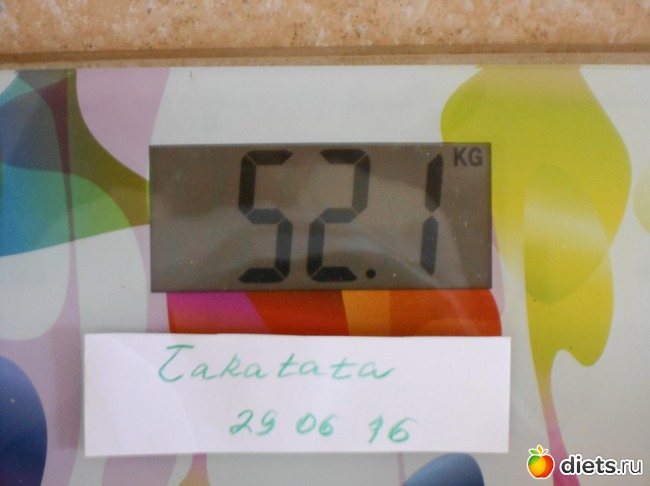 52.1 KG
Takatata
29 06 16
diets.ru